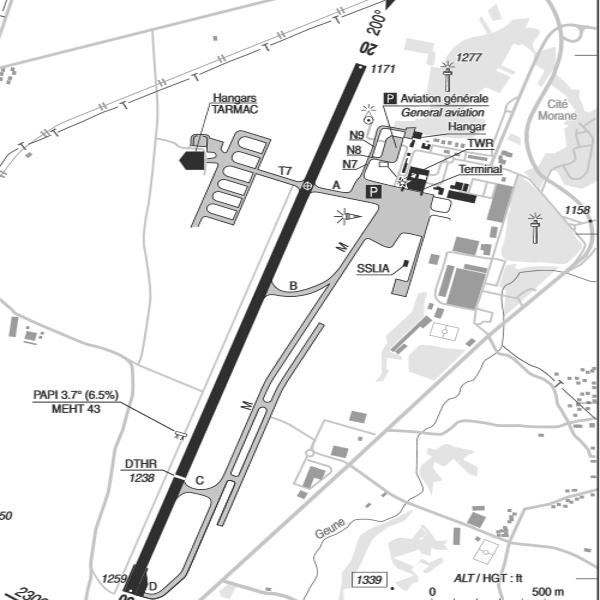 200°
20
1171
1277
P Aviation générale
General aviation
Hangars
TARMAC
N9
Hangar
N8
TWR
N7
Terminal
Cité
Morane
T7
A
P
1158
M
SSLIA
B
PAPI 3.7° (6.5%)
MEHT 43
M
DTHR
1238
C
T
T
T
T
T
T
Geune
50
1259
D
1339
ALT / HGT : ft
0 500 m